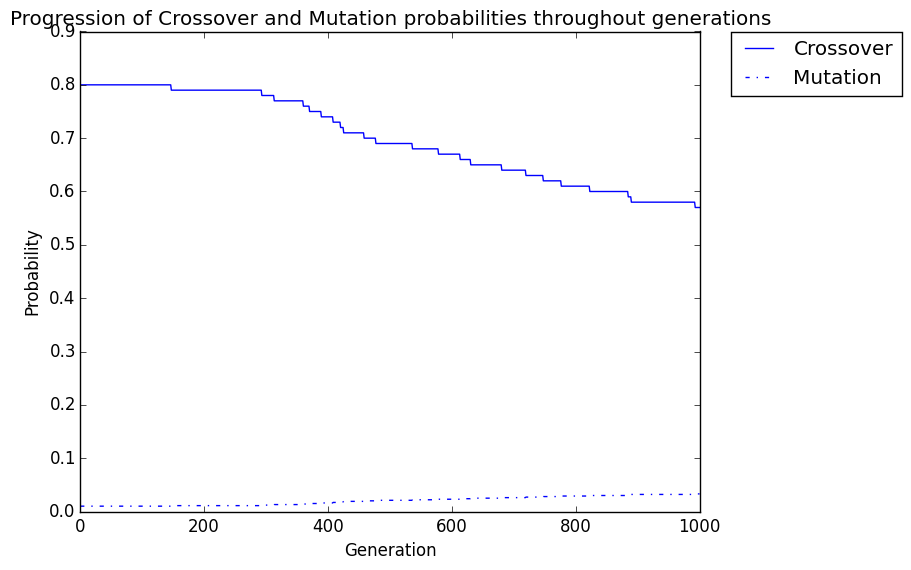 Progression of Crossover and Mutation probabilities throughout generations
0.9
0.8
0.7
0.6
0.5
0.4
0.3
0.2
0.1
0.0
Probability
0 200 400 600 800 1000
Generation
Crossover
Mutation